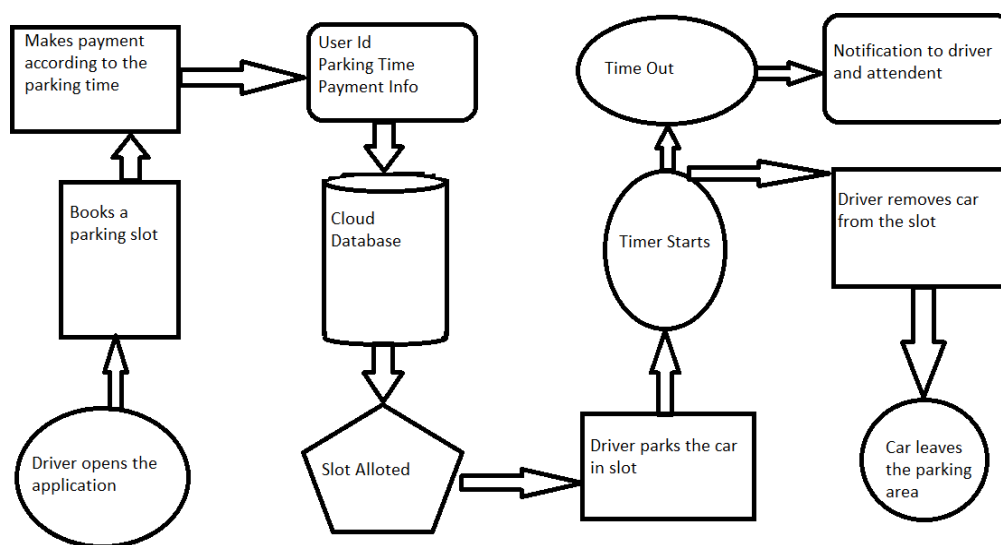 Makes payment
according to the
parking time
User Id
Parking Time
Payment Info
Time Out
Notification to driver
and attendent
Books a
parking slot
Cloud
Database
Timer Starts
Driver removes car
from the slot
Driver opens the
application
Slot Alloted
Driver parks the car
in slot
Car leaves
the parking
area